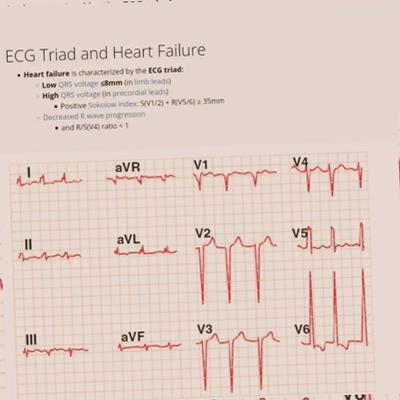 ECG Triad and Heart Failure
Heart failure is characterized by the ECG triad:
Low QRS voltage ≤8mm (in limb leads)
High QRS voltage (in precordial leads)
Positive Sokolow index: S(V1/2) + R(V5/6) ≥ 35mm
Decreased R wave progression
and R/S(V4) ratio < 1
I aVR V1 V4
II aVL V2 V5
III aVF V3 V6